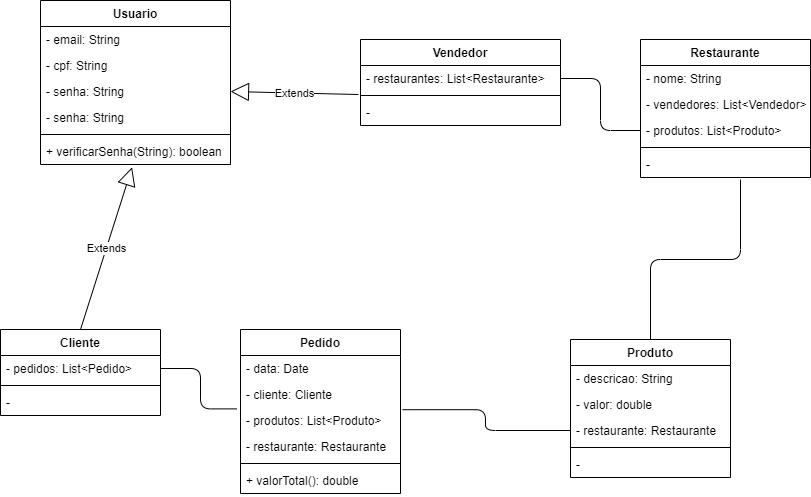 Usuario
- email: String
- cpf: String
- senha: String
- senha: String
+ verificarSenha(String): boolean
Extends
Vendedor
- restaurantes: List<Restaurante>
-
Restaurante
- nome: String
- vendedores: List<Vendedor>
- produtos: List<Produto>
-
Extends
Cliente
- pedidos: List<Pedido>
-
Pedido
- data: Date
- cliente: Cliente
- produtos: List<Produto>
- restaurante: Restaurante
+ valorTotal(): double
Produto
- descricao: String
- valor: double
- restaurante: Restaurante
-